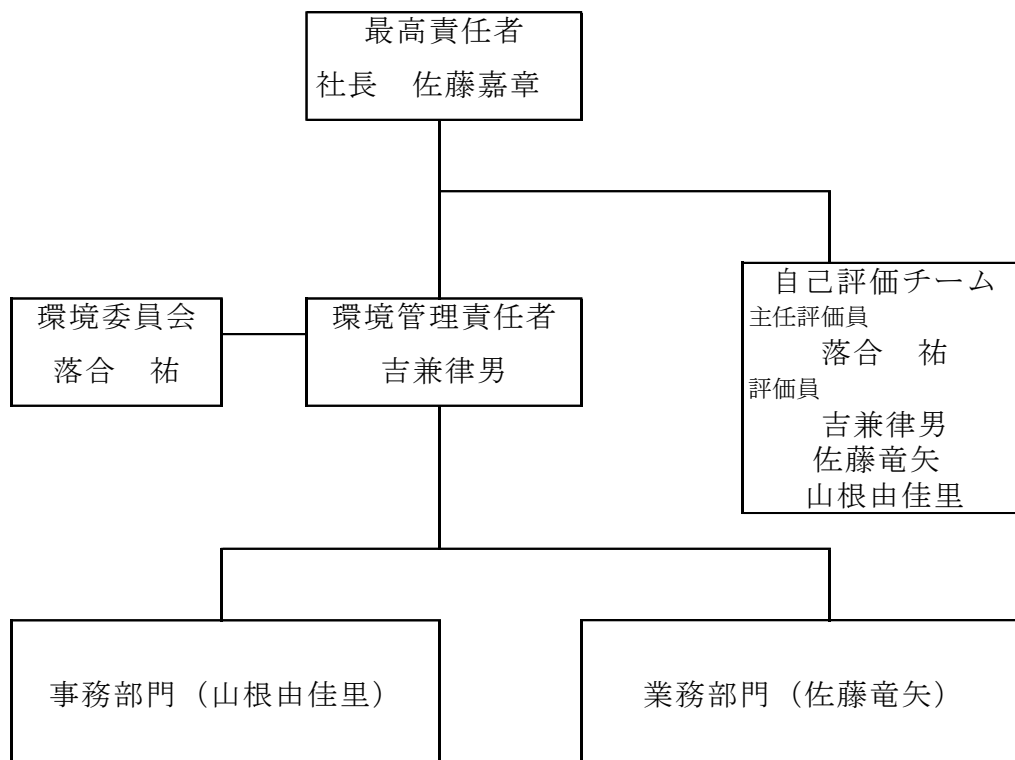 最高責任者
社長　佐藤嘉章
環境委員会
落合　祐
環境管理責任者
吉兼律男
自己評価チーム
主任評価員
落合　祐
評価員
吉兼律男
佐藤竜矢
山根由佳里
事務部門（山根由佳里）
業務部門（佐藤竜矢）